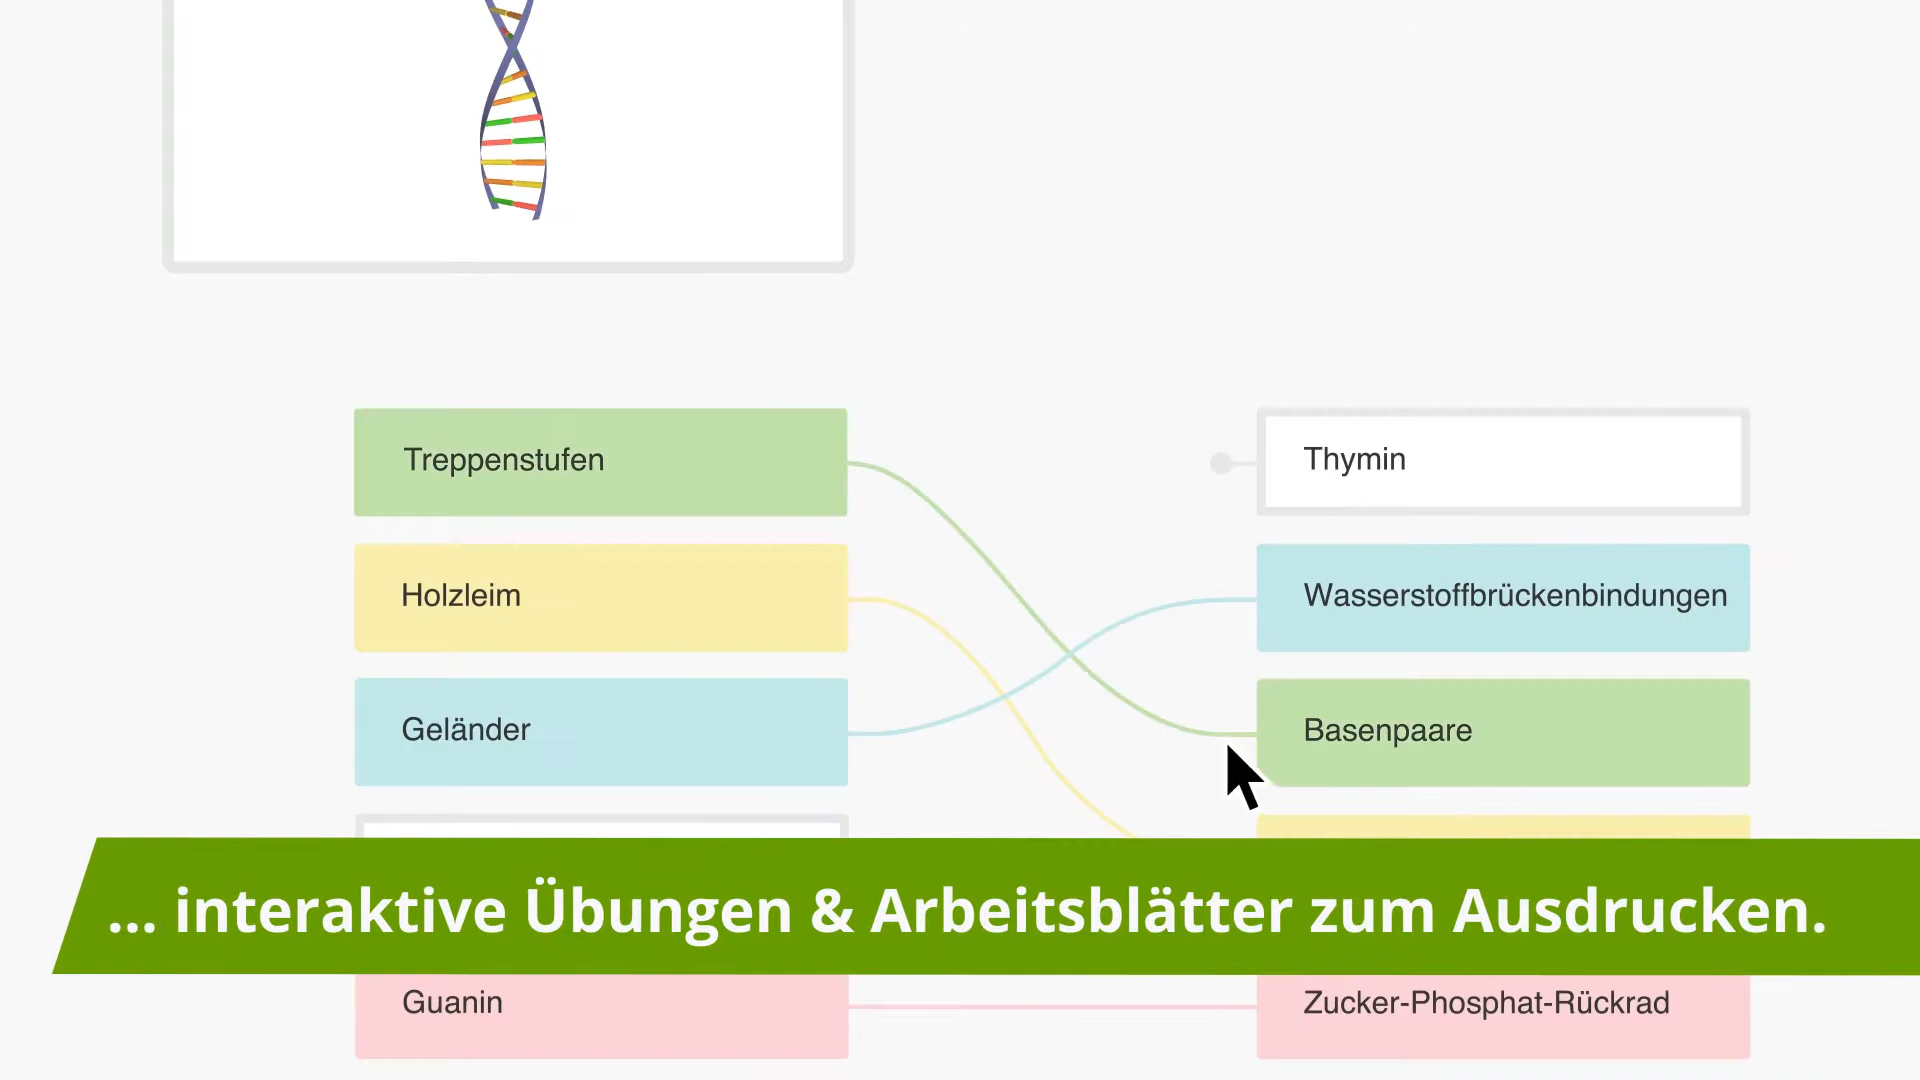 Treppenstufen
Thymin
Holzleim
Wasserstoffbrückenbindungen
Geländer
Basenpaare
... interaktive Übungen & Arbeitsblätter zum Ausdrucken.
Guanin
Zucker-Phosphat-Rückrad